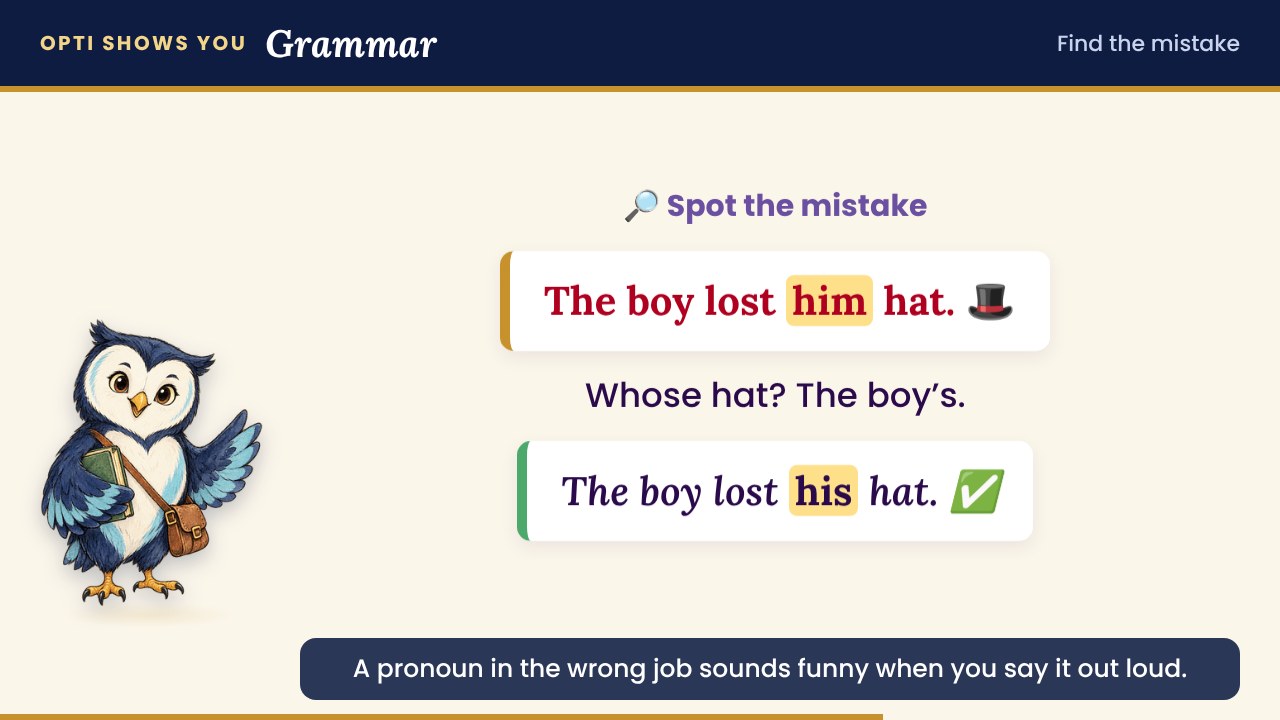 OPTI SHOWS YOU Grammar
Find the mistake
🔎 Spot the mistake
The boy lost him hat. 🎩
Whose hat? The boy’s.
The boy lost his hat. ✅
A pronoun in the wrong job sounds funny when you say it out loud.